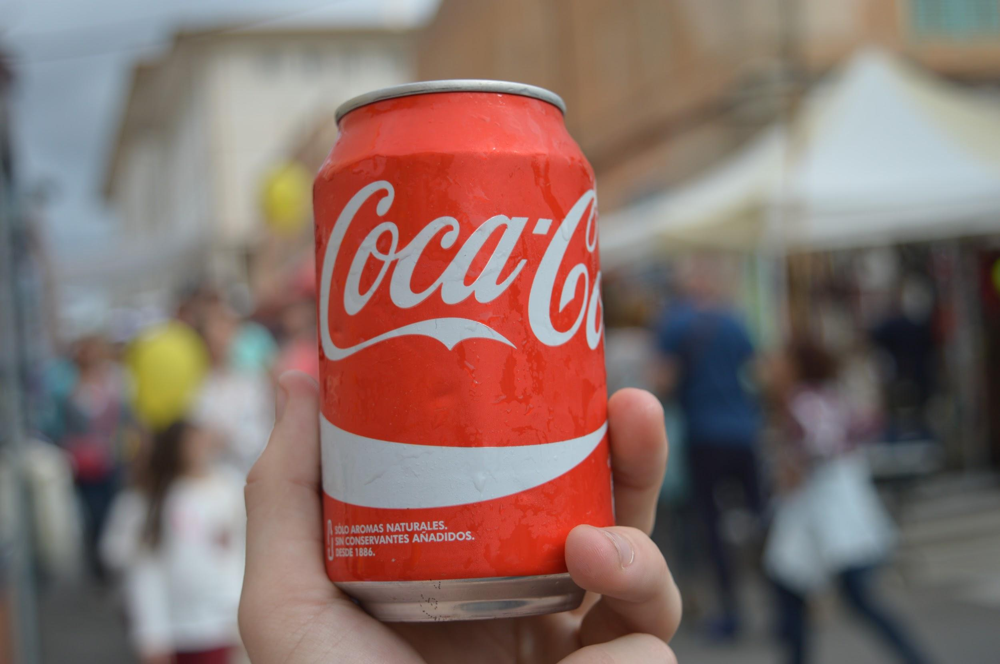 Coca-Co
SÓLO AROMAS NATURALES.
SIN CONSERVANTES AÑADIDOS.
DESDE 1886.